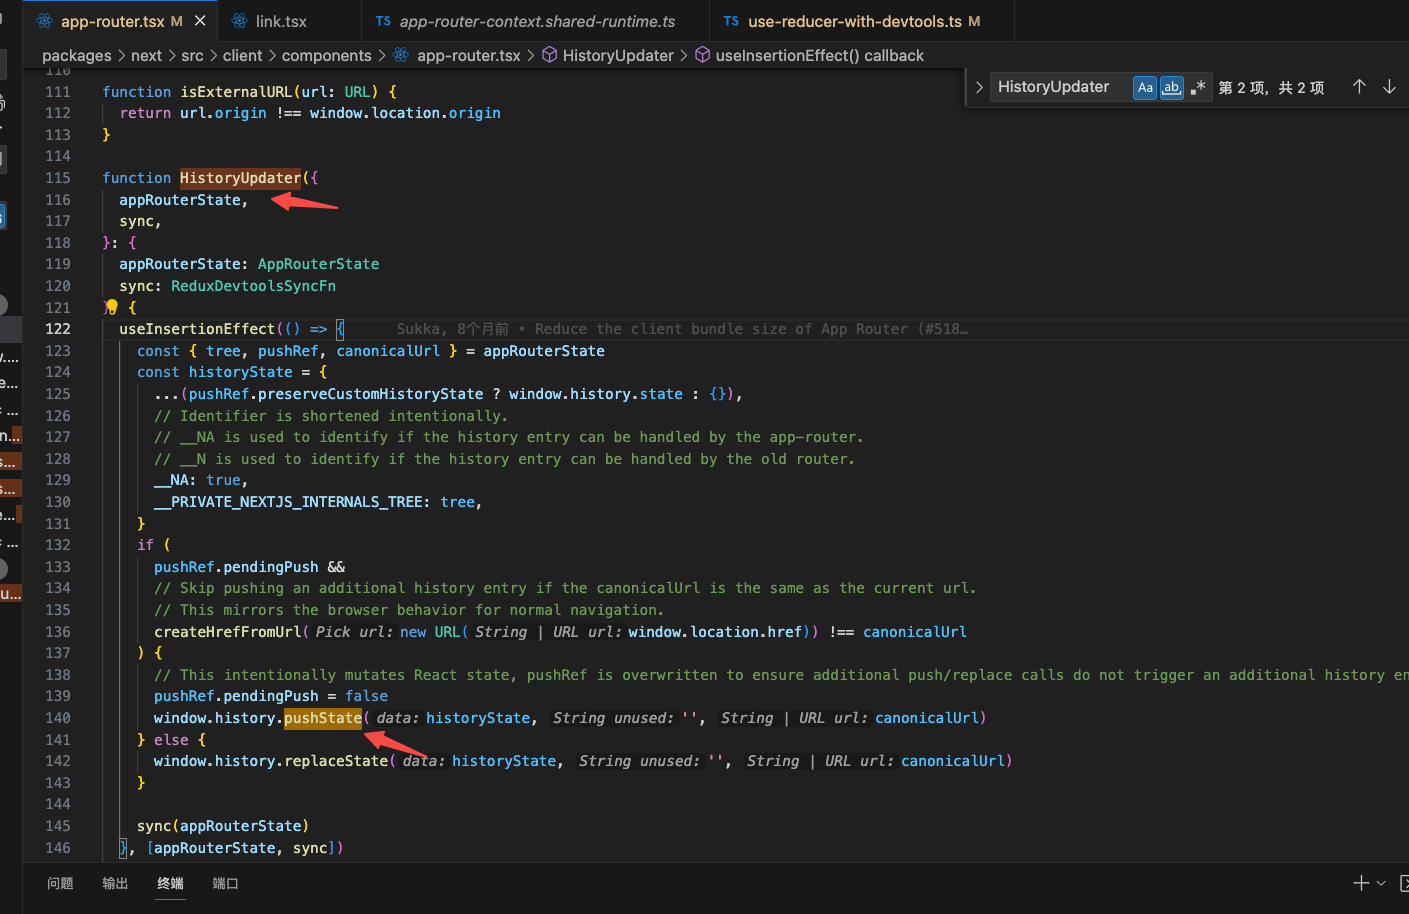 app-router.tsx M
link.tsx
TS app-router-context.shared-runtime.ts
TS use-reducer-with-devtools.ts M
packages > next > src > client > components > app-router.tsx > HistoryUpdater > useInsertionEffect() callback
HistoryUpdater Aa ab .* 第 2 项，共 2 项
110
111 function isExternalURL(url: URL) {
112 return url.origin !== window.location.origin
113 }
114
115 function HistoryUpdater({
116 appRouterState,
117 sync,
118 }: {
119 appRouterState: AppRouterState
120 sync: ReduxDevtoolsSyncFn
121 }) {
122 useInsertionEffect(() => { Sukka, 8个月前 • Reduce the client bundle size of App Router (#518…
123 const { tree, pushRef, canonicalUrl } = appRouterState
124 const historyState = {
125 ...(pushRef.preserveCustomHistoryState ? window.history.state : {}),
126 // Identifier is shortened intentionally.
127 // __NA is used to identify if the history entry can be handled by the app-router.
128 // __N is used to identify if the history entry can be handled by the old router.
129 __NA: true,
130 __PRIVATE_NEXTJS_INTERNALS_TREE: tree,
131 }
132 if (
133 pushRef.pendingPush &&
134 // Skip pushing an additional history entry if the canonicalUrl is the same as the current url.
135 // This mirrors the browser behavior for normal navigation.
136 createHrefFromUrl(Pick url: new URL(String | URL url: window.location.href)) !== canonicalUrl
137 ) {
138 // This intentionally mutates React state, pushRef is overwritten to ensure additional push/replace calls do not trigger an additional history en
139 pushRef.pendingPush = false
140 window.history.pushState(data: historyState, String unused: '', String | URL url: canonicalUrl)
141 } else {
142 window.history.replaceState(data: historyState, String unused: '', String | URL url: canonicalUrl)
143 }
144
145 sync(appRouterState)
146 }, [appRouterState, sync])
问题 输出 终端 端口